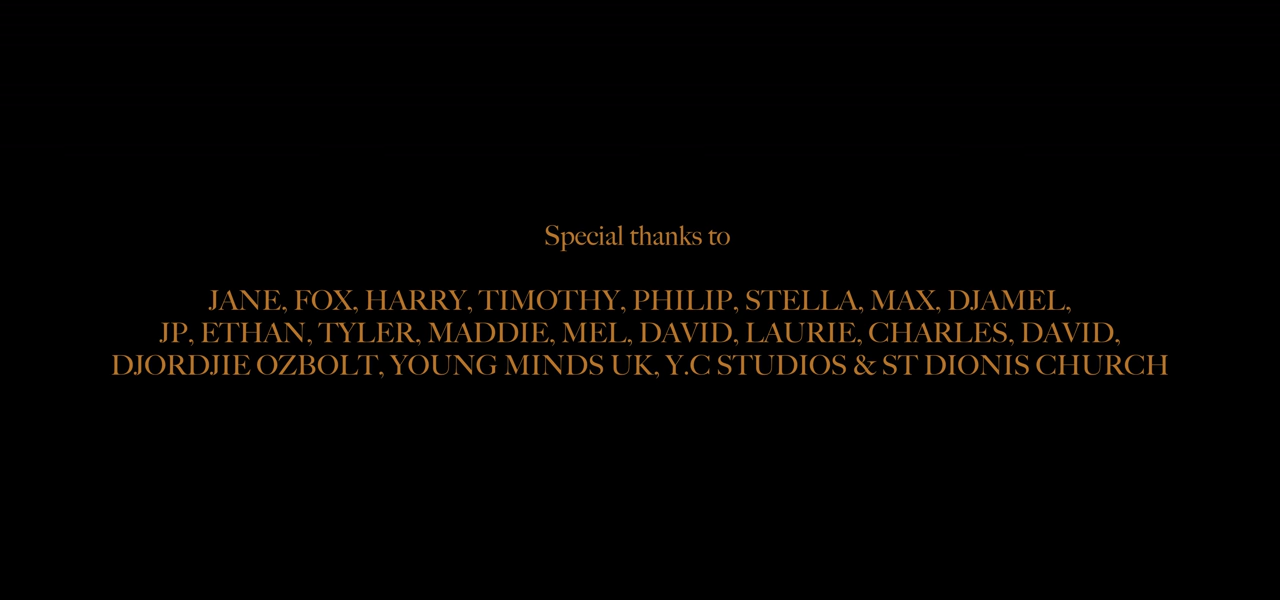 Special thanks to
JANE, FOX, HARRY, TIMOTHY, PHILIP, STELLA, MAX, DJAMEL,
JP, ETHAN, TYLER, MADDIE, MEL, DAVID, LAURIE, CHARLES, DAVID,
DJORDJIE OZBOLT, YOUNG MINDS UK, Y.C STUDIOS & ST DIONIS CHURCH